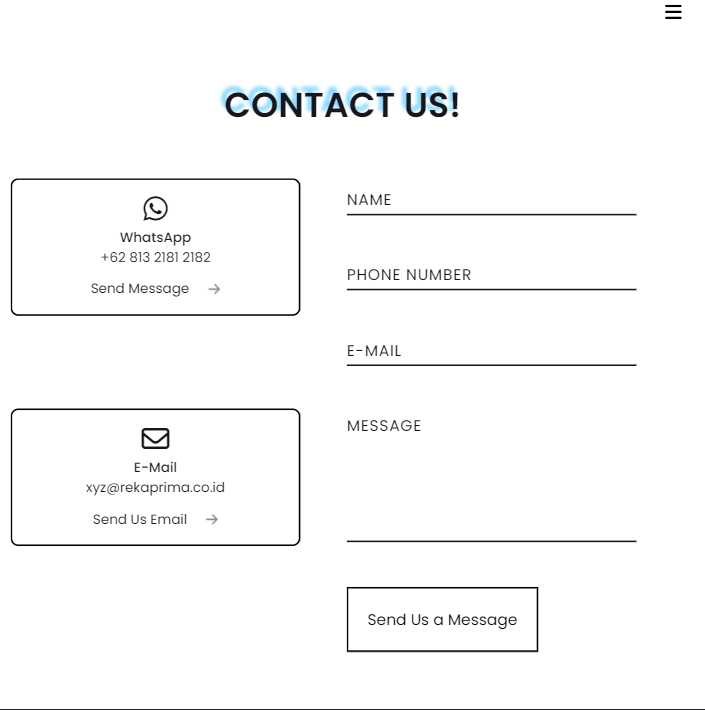 CONTACT US!
WhatsApp
+62 813 2181 2182
Send Message
E-Mail
xyz@rekaprima.co.id
Send Us Email
NAME
PHONE NUMBER
E-MAIL
MESSAGE
Send Us a Message